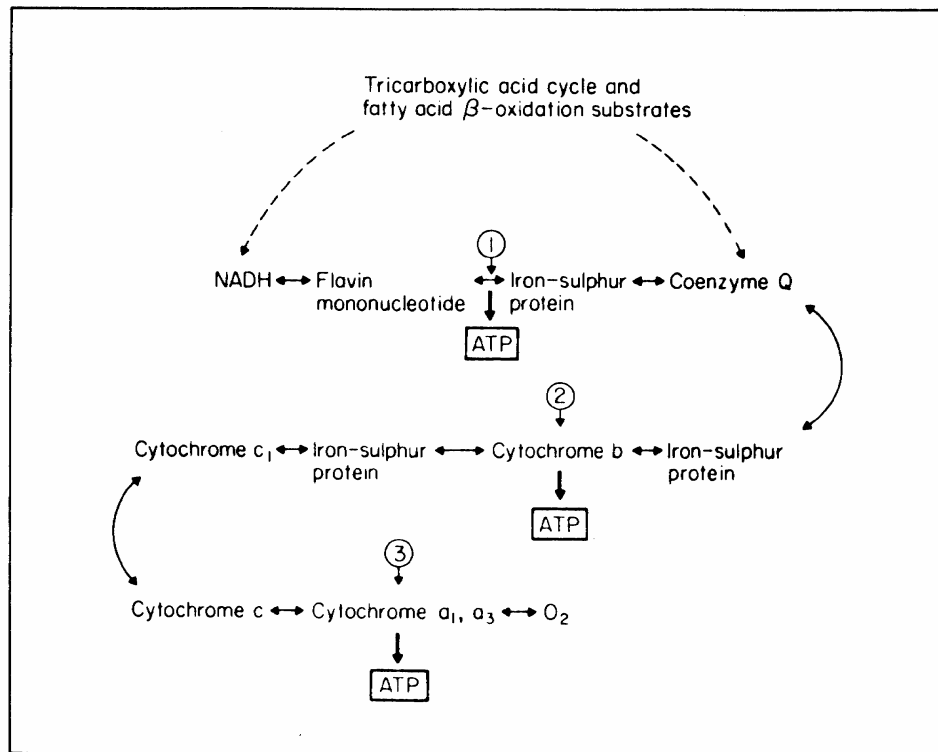 Tricarboxylic acid cycle and
fatty acid β-oxidation substrates
1
NADH Flavin mononucleotide Iron-sulphur protein Coenzyme Q
ATP
2
Cytochrome c₁ Iron-sulphur protein Cytochrome b Iron-sulphur protein
ATP
3
Cytochrome c Cytochrome a₁, a₃ O₂
ATP